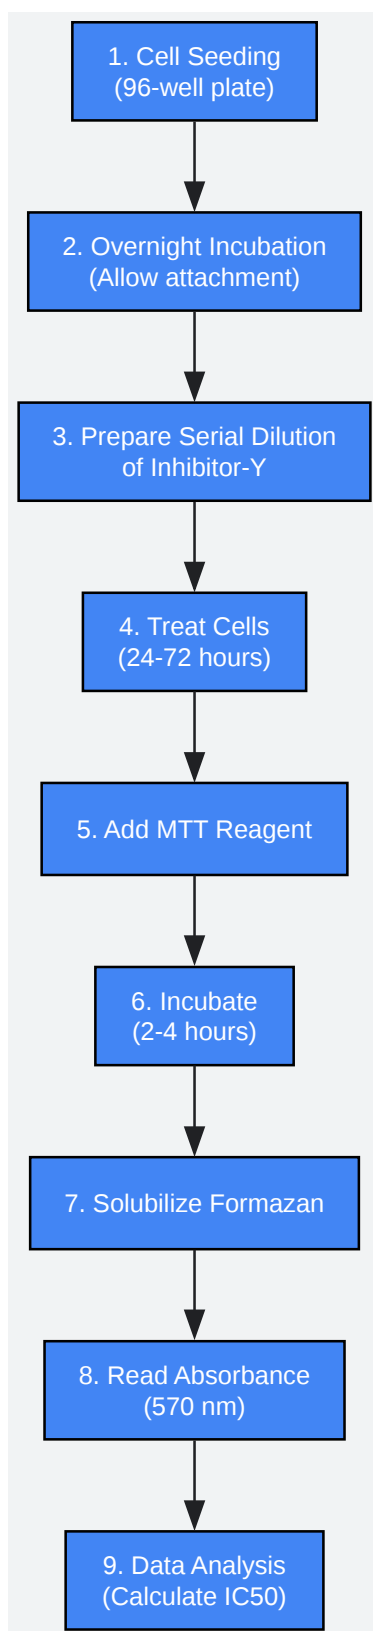 1. Cell Seeding
(96-well plate)
2. Overnight Incubation
(Allow attachment)
3. Prepare Serial Dilution
of Inhibitor-Y
4. Treat Cells
(24-72 hours)
5. Add MTT Reagent
6. Incubate
(2-4 hours)
7. Solubilize Formazan
8. Read Absorbance
(570 nm)
9. Data Analysis
(Calculate IC50)